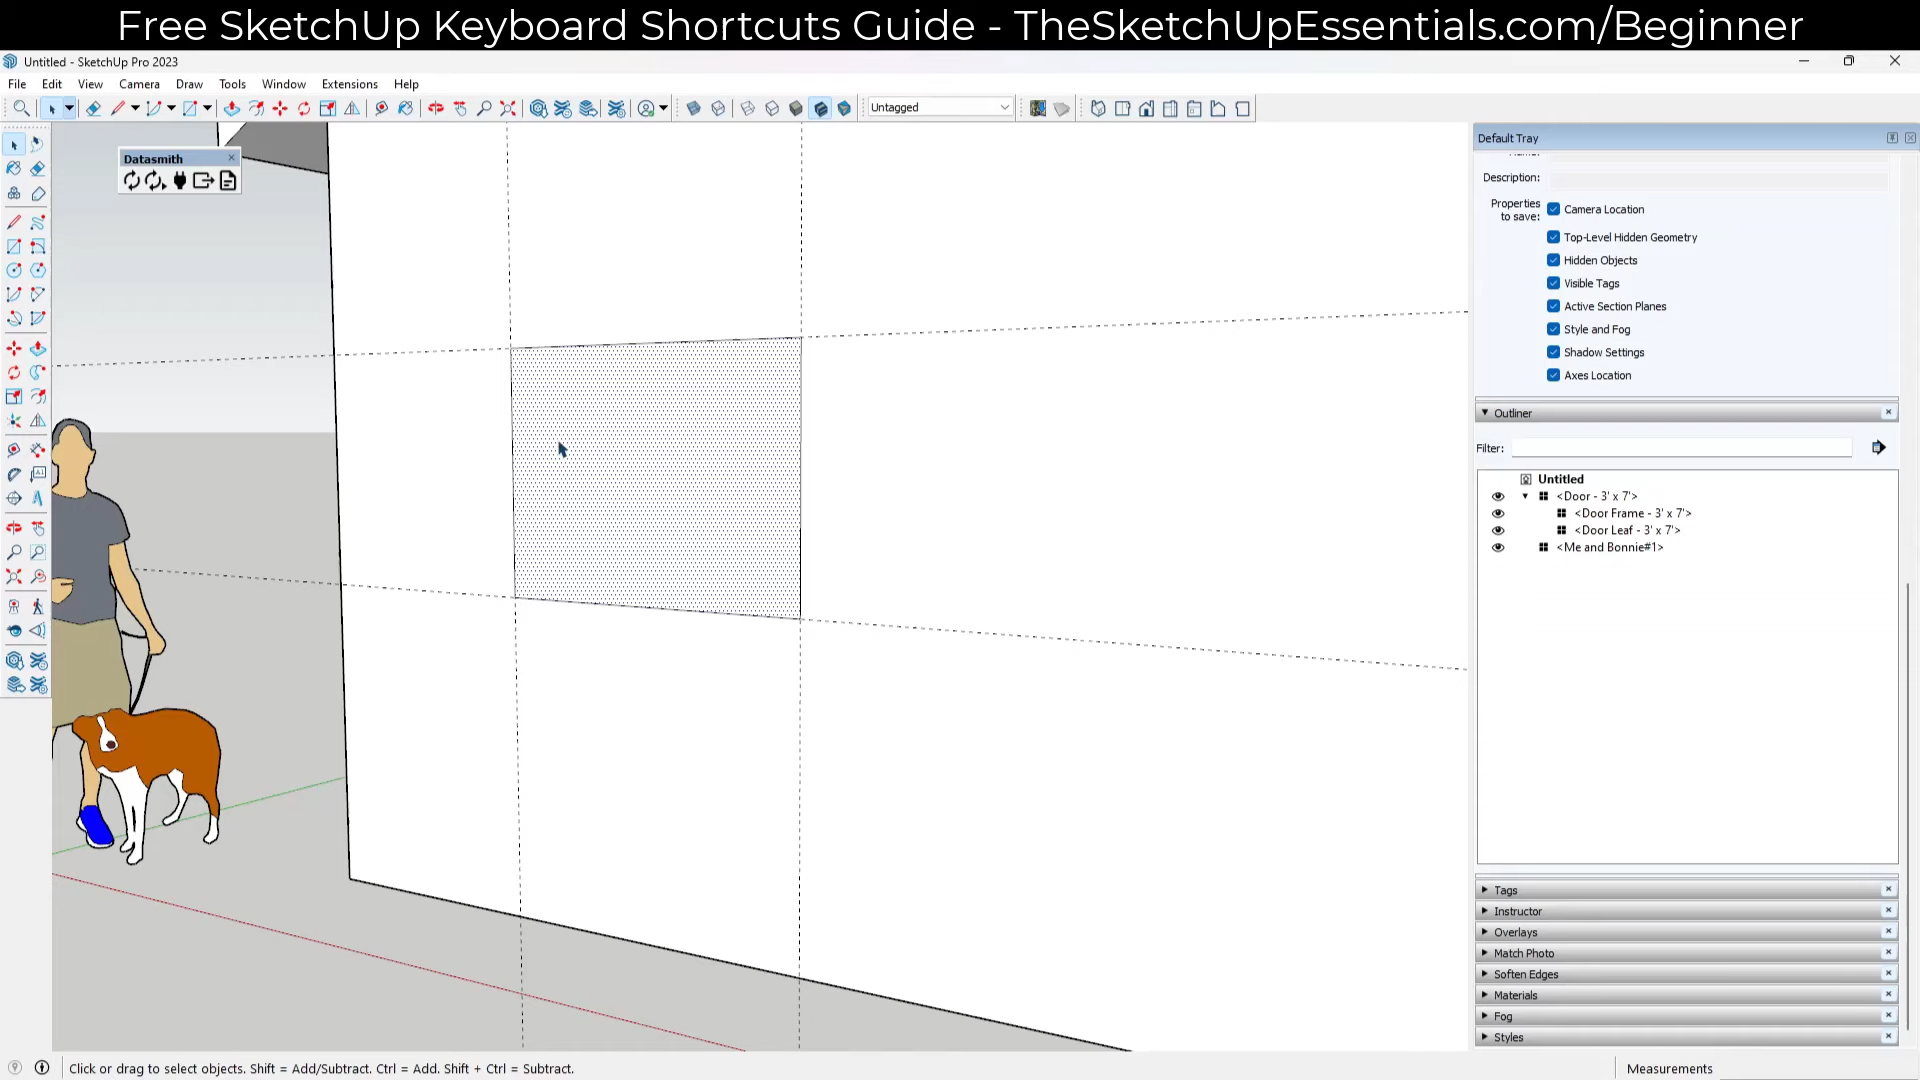 Free SketchUp Keyboard Shortcuts Guide - TheSketchUpEssentials.com/Beginner
Untitled - SketchUp Pro 2023
File Edit View Camera Draw Tools Window Extensions Help
Untagged
Datasmith
Default Tray
Description:
Properties to save:
Camera Location
Top-Level Hidden Geometry
Hidden Objects
Visible Tags
Active Section Planes
Style and Fog
Shadow Settings
Axes Location
Outliner
Filter:
Untitled
<Door - 3' x 7'>
<Door Frame - 3' x 7'>
<Door Leaf - 3' x 7'>
<Me and Bonnie#1>
Tags
Instructor
Overlays
Match Photo
Soften Edges
Materials
Fog
Styles
Click or drag to select objects. Shift = Add/Subtract. Ctrl = Add. Shift + Ctrl = Subtract.
Measurements